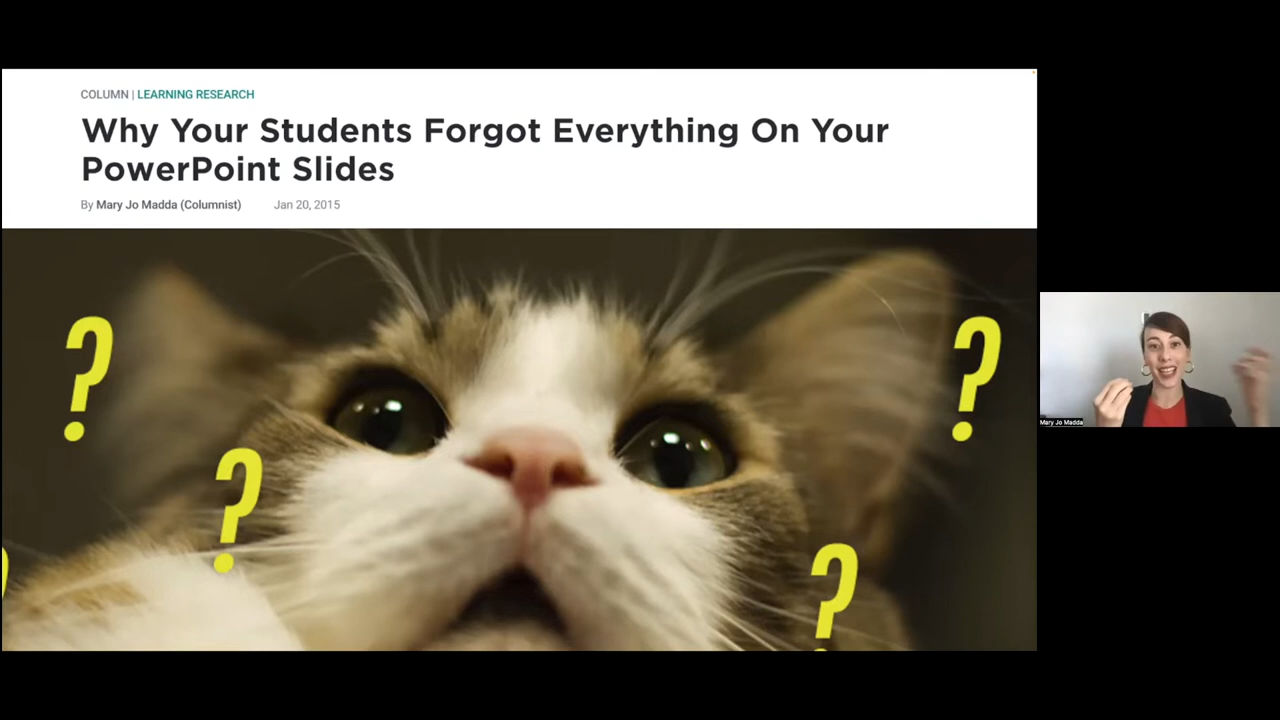 COLUMN | LEARNING RESEARCH
Why Your Students Forgot Everything On Your
PowerPoint Slides
By Mary Jo Madda (Columnist) Jan 20, 2015
?
?
?
?
Mary Jo Madda